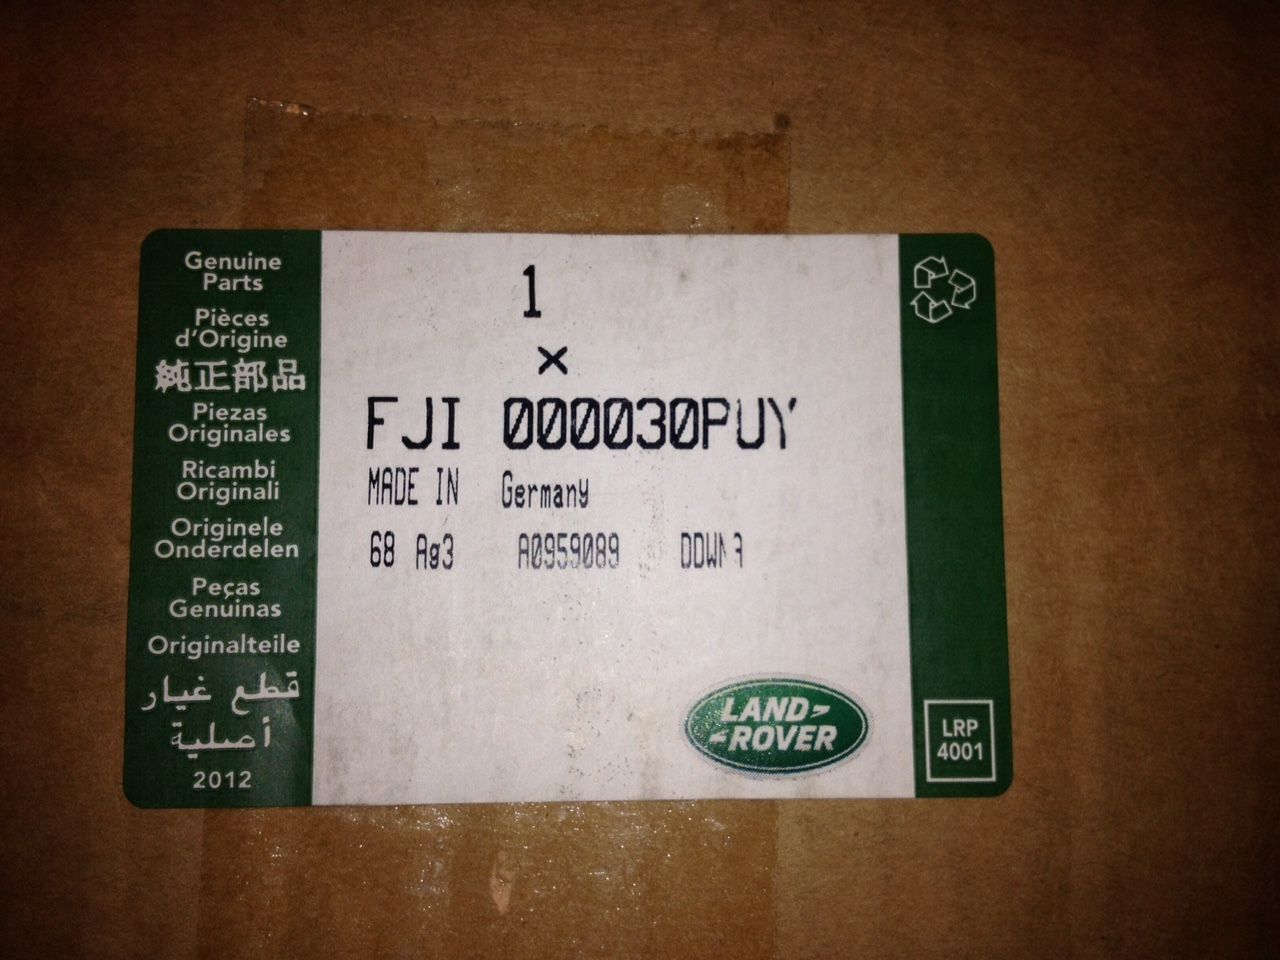 Genuine
Parts
Pièces
d'Origine
純正部品
Piezas
Originales
Ricambi
Originali
Originele
Onderdelen
Peças
Genuinas
Originalteile
قطع غيار
أصلية
2012
1
×
FJI 000030PUY
MADE IN Germany
68 Ag3 A0959089
LAND-
-ROVER
LRP
4001